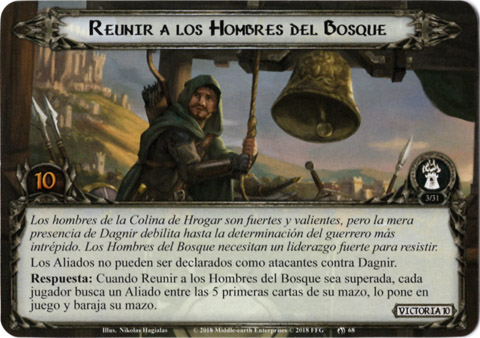 REUNIR A LOS HOMBRES DEL BOSQUE
10
3/31
Los hombres de la Colina de Hrogar son fuertes y valientes, pero la mera
presencia de Dagnir debilita hasta la determinación del guerrero más
intrépido. Los Hombres del Bosque necesitan un liderazgo fuerte para resistir.
Los Aliados no pueden ser declarados como atacantes contra Dagnir.
Respuesta: Cuando Reunir a los Hombres del Bosque sea superada, cada
jugador busca un Aliado entre las 5 primeras cartas de su mazo, lo pone en
juego y baraja su mazo.
VICTORIA 10
Illus. Nikolas Hagialas © 2018 Middle-earth Enterprises © 2018 FFG 68